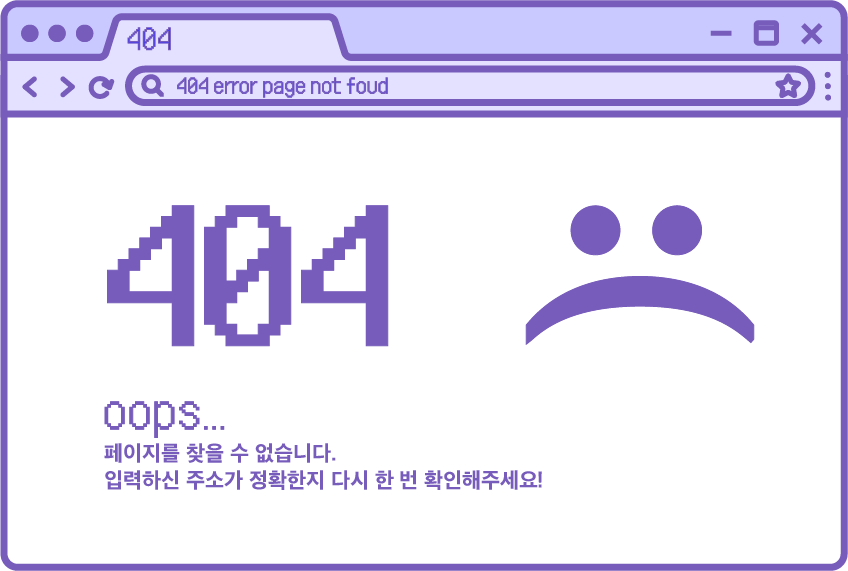 404
404 error page not foud
404
oops...
페이지를 찾을 수 없습니다.
입력하신 주소가 정확한지 다시 한 번 확인해주세요!